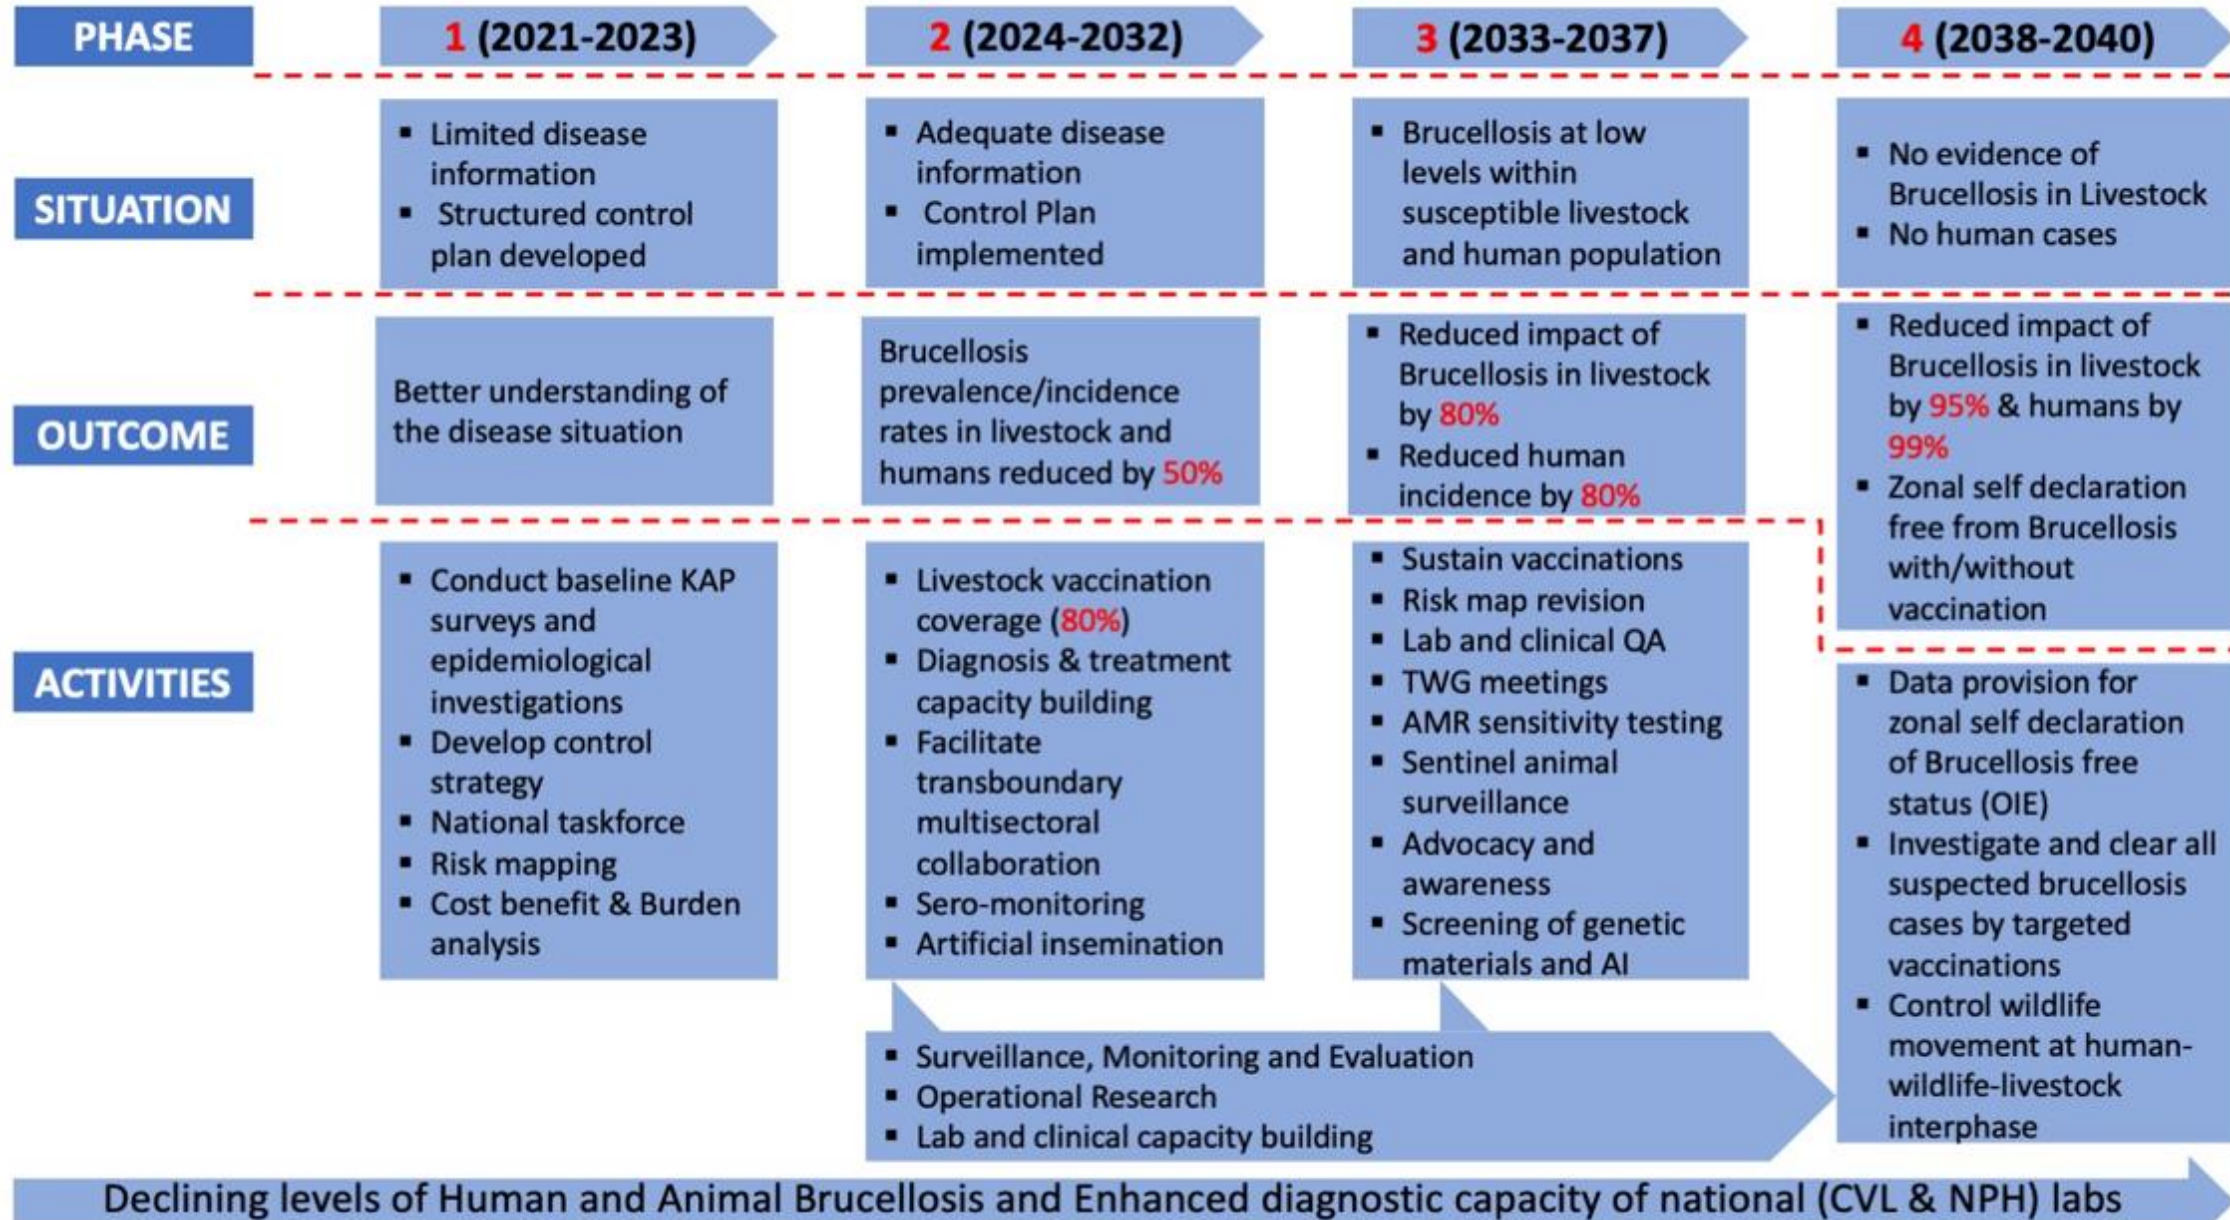 PHASE
1 (2021-2023)
2 (2024-2032)
3 (2033-2037)
4 (2038-2040)
SITUATION
▪ Limited disease
information
▪ Structured control
plan developed
▪ Adequate disease
information
▪ Control Plan
implemented
▪ Brucellosis at low
levels within
susceptible livestock
and human population
▪ No evidence of
Brucellosis in Livestock
▪ No human cases
OUTCOME
Better understanding of
the disease situation
Brucellosis
prevalence/incidence
rates in livestock and
humans reduced by 50%
▪ Reduced impact of
Brucellosis in livestock
by 80%
▪ Reduced human
incidence by 80%
▪ Reduced impact of
Brucellosis in livestock
by 95% & humans by
99%
▪ Zonal self declaration
free from Brucellosis
with/without
vaccination
ACTIVITIES
▪ Conduct baseline KAP
surveys and
epidemiological
investigations
▪ Develop control
strategy
▪ National taskforce
▪ Risk mapping
▪ Cost benefit & Burden
analysis
▪ Livestock vaccination
coverage (80%)
▪ Diagnosis & treatment
capacity building
▪ Facilitate
transboundary
multisectoral
collaboration
▪ Sero-monitoring
▪ Artificial insemination
▪ Sustain vaccinations
▪ Risk map revision
▪ Lab and clinical QA
▪ TWG meetings
▪ AMR sensitivity testing
▪ Sentinel animal
surveillance
▪ Advocacy and
awareness
▪ Screening of genetic
materials and AI
▪ Data provision for
zonal self declaration
of Brucellosis free
status (OIE)
▪ Investigate and clear all
suspected brucellosis
cases by targeted
vaccinations
▪ Control wildlife
movement at human-
wildlife-livestock
interphase
▪ Surveillance, Monitoring and Evaluation
▪ Operational Research
▪ Lab and clinical capacity building
Declining levels of Human and Animal Brucellosis and Enhanced diagnostic capacity of national (CVL & NPH) labs